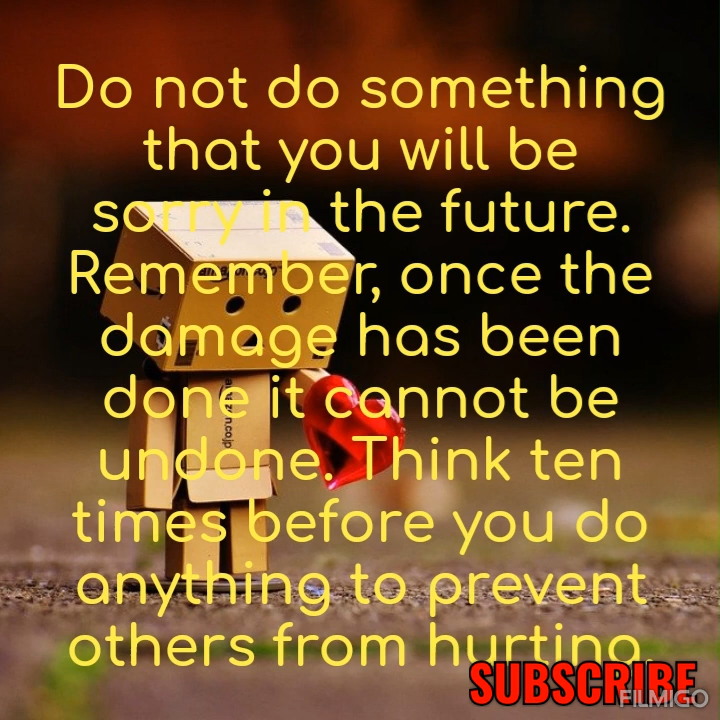 Do not do something
that you will be
sorry in the future.
Remember, once the
damage has been
done it cannot be
undone. Think ten
times before you do
anything to prevent
others from hurting.
SUBSCRIBE
FILMIGO